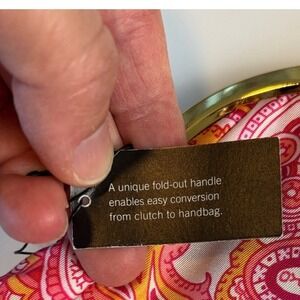 A unique fold-out handle
enables easy conversion
from clutch to handbag.